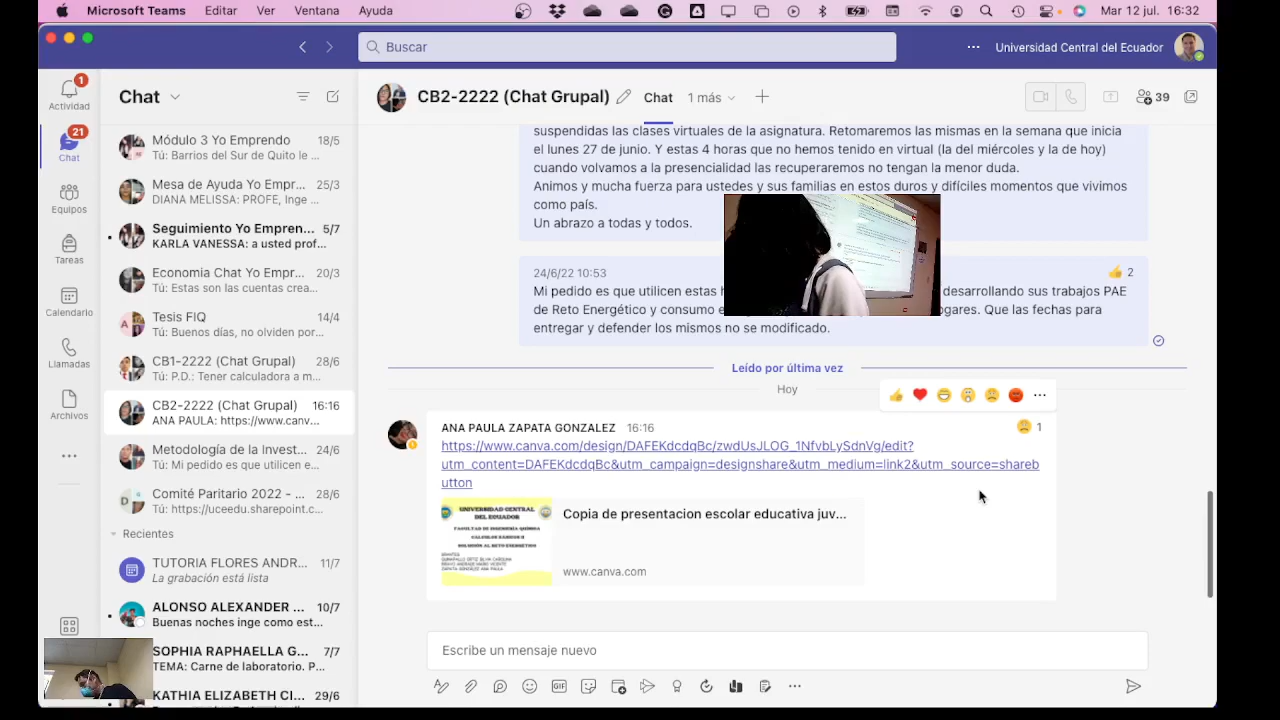 Microsoft Teams Editar Ver Ventana Ayuda Mar 12 jul. 16:32
Buscar
Universidad Central del Ecuador
1
Actividad
21
Chat
Equipos
Tareas
Calendario
Llamadas
Archivos
Chat
Módulo 3 Yo Emprendo 18/5
Tú: Barrios del Sur de Quito le ...
Mesa de Ayuda Yo Empr... 25/3
DIANA MELISSA: PROFE, Inge ...
Seguimiento Yo Empren... 5/7
KARLA VANESSA: a usted prof...
Economia Chat Yo Empr... 20/3
Tú: Estas son las cuentas crea...
Tesis FIQ 14/4
Tú: Buenos días, no olviden por...
CB1-2222 (Chat Grupal) 28/6
Tú: P.D.: Tener calculadora a m...
CB2-2222 (Chat Grupal) 16:16
ANA PAULA: https://www.canv...
Metodología de la Invest... 24/6
Tú: Mi pedido es que utilicen e...
Comité Paritario 2022 - ... 28/6
Tú: https://uceedu.sharepoint.c...
Recientes
TUTORIA FLORES ANDR... 11/7
La grabación está lista
ALONSO ALEXANDER ... 10/7
Buenas noches inge como est...
SOPHIA RAPHAELLA G... 7/7
TEMA: Carne de laboratorio. P...
KATHIA ELIZABETH CI... 29/6
CB2-2222 (Chat Grupal) Chat 1 más 39
suspendidas las clases virtuales de la asignatura. Retomaremos las mismas en la semana que inicia
el lunes 27 de junio. Y estas 4 horas que no hemos tenido en virtual (la del miércoles y la de hoy)
cuando volvamos a la presencialidad las recuperaremos no tengan la menor duda.
Animos y mucha fuerza para ustedes y sus familias en estos duros y difíciles momentos que vivimos
como país.
Un abrazo a todas y todos.
24/6/22 10:53 2
Mi pedido es que utilicen estas desarrollando sus trabajos PAE
de Reto Energético y consumo ogares. Que las fechas para
entregar y defender los mismos no se modificado.
Leído por última vez
Hoy
ANA PAULA ZAPATA GONZALEZ 16:16 1
https://www.canva.com/design/DAFEKdcdqBc/zwdUsJLOG_1NfvbLySdnVg/edit?
utm_content=DAFEKdcdqBc&utm_campaign=designshare&utm_medium=link2&utm_source=shareb
utton
UNIVERSIDAD CENTRAL
DEL ECUADOR
FACULTAD DE INGENIERÍA QUÍMICA
Copia de presentacion escolar educativa juv...
www.canva.com
Escribe un mensaje nuevo
GIF